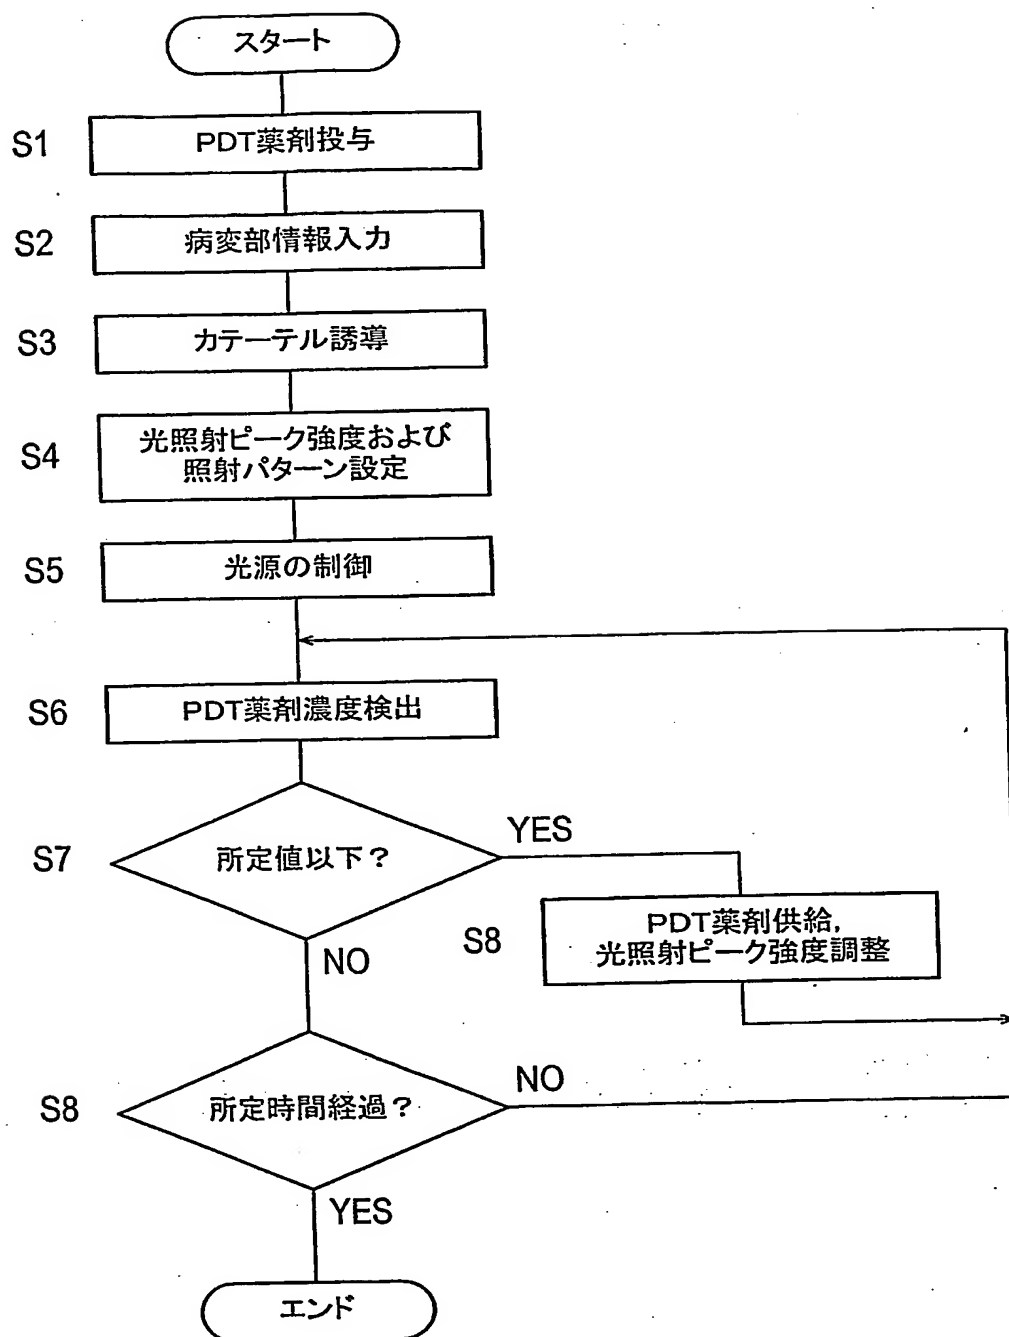 スタート
S1
PDT薬剤投与
S2
病変部情報入力
S3
カテーテル誘導
S4
光照射ピーク強度および
照射パターン設定
S5
光源の制御
S6
PDT薬剤濃度検出
S7
所定値以下？
YES
NO
S8
PDT薬剤供給,
光照射ピーク強度調整
S8
所定時間経過？
NO
YES
エンド